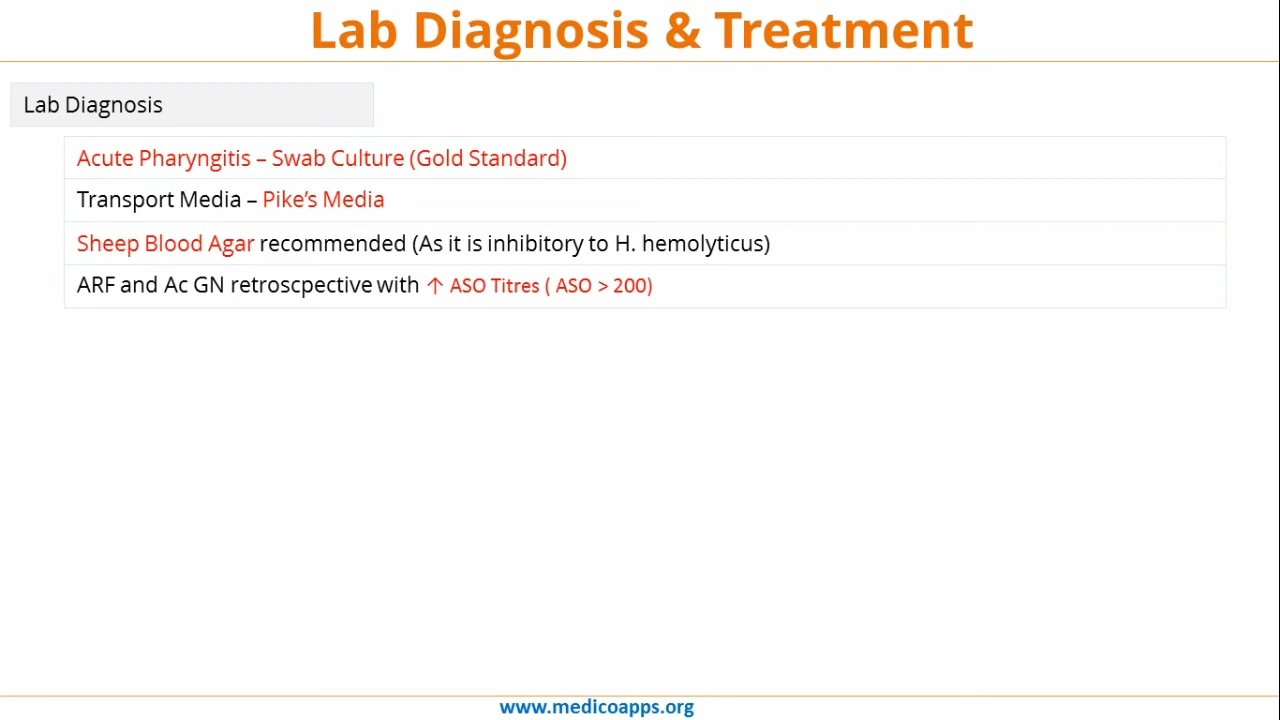 Lab Diagnosis & Treatment
Lab Diagnosis
Acute Pharyngitis – Swab Culture (Gold Standard)
Transport Media – Pike’s Media
Sheep Blood Agar recommended (As it is inhibitory to H. hemolyticus)
ARF and Ac GN retroscpective with ↑ ASO Titres ( ASO > 200)
www.medicoapps.org